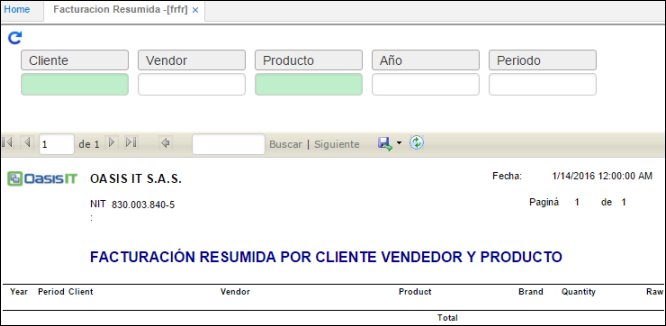 Home Facturacion Resumida -[frfr] ×
Cliente Vendor Producto Año Periodo
1 de 1 Buscar | Siguiente
OasisIT OASIS IT S.A.S. Fecha: 1/14/2016 12:00:00 AM
NIT 830.003.840-5 Paginá 1 de 1
:
FACTURACIÓN RESUMIDA POR CLIENTE VENDEDOR Y PRODUCTO
Year Period Client Vendor Product Brand Quantity Raw
Total